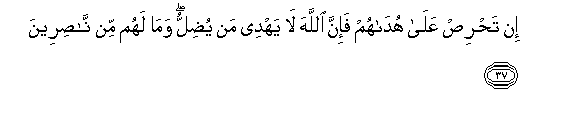 إِن تَحْرِصْ عَلَىٰ هُدَىٰهُمْ فَإِنَّ ٱللَّهَ لَا يَهْدِى مَن يُضِلُّ ۖ وَمَا لَهُم مِّن نَّـٰصِرِينَ
٣٧